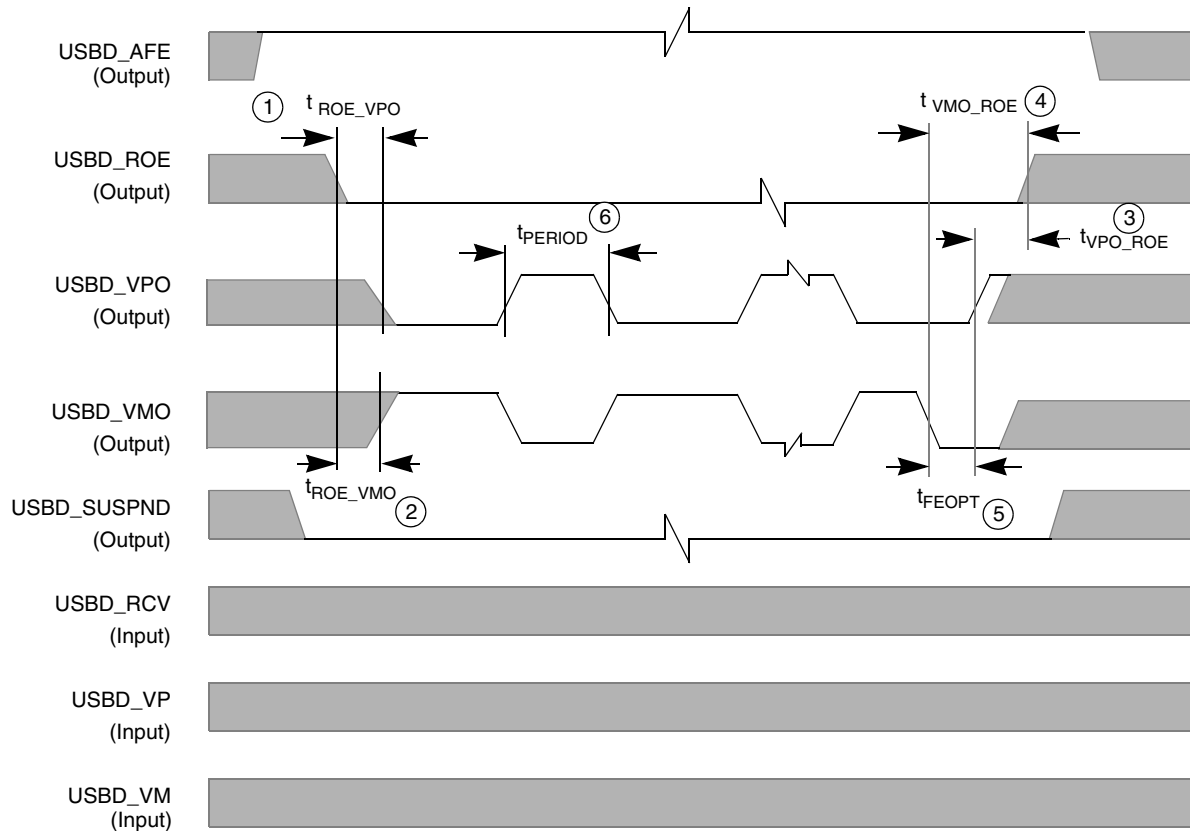 USBD_AFE
(Output)
1 t ROE_VPO
t VMO_ROE 4
USBD_ROE
(Output)
6
tPERIOD
3
tVPO_ROE
USBD_VPO
(Output)
USBD_VMO
(Output)
tROE_VMO 2
tFEOPT 5
USBD_SUSPND
(Output)
USBD_RCV
(Input)
USBD_VP
(Input)
USBD_VM
(Input)